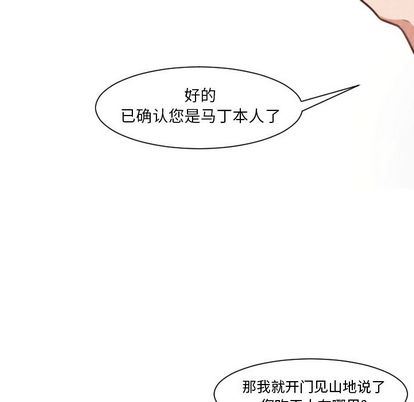 好的
已确认您是马丁本人了
那我就开门见山地说了